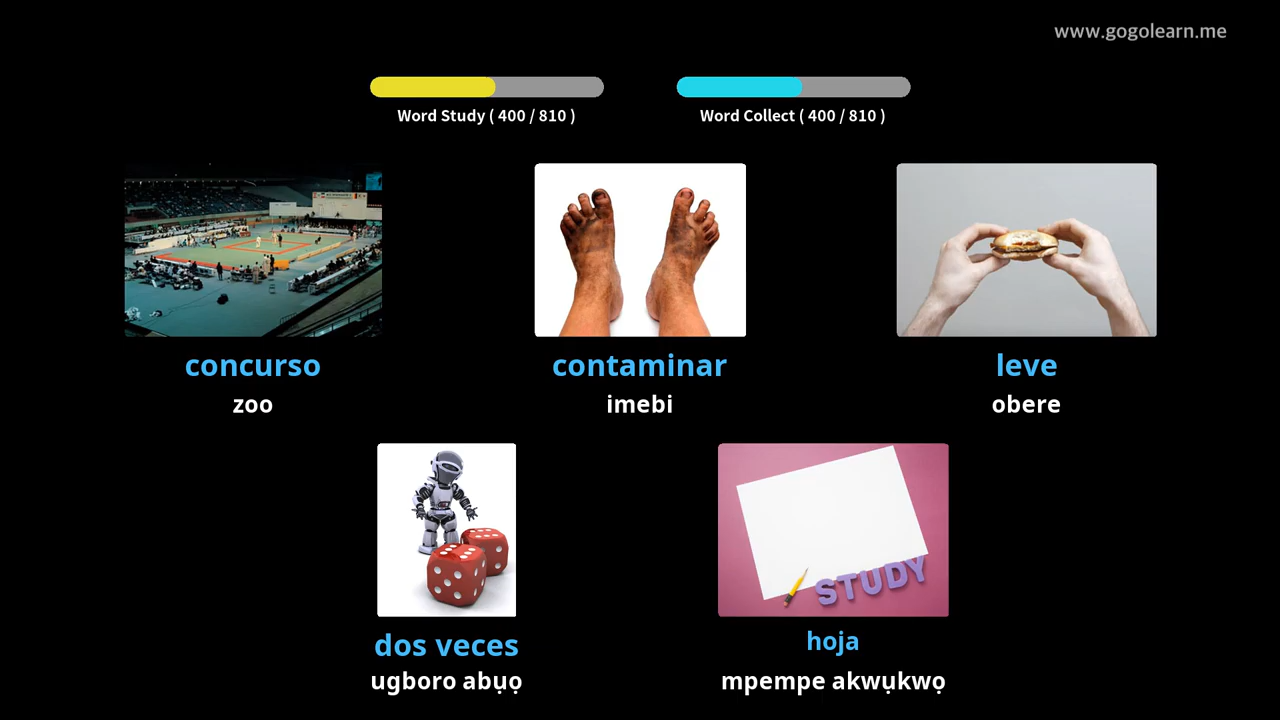 www.gogolearn.me
Word Study ( 400 / 810 )
Word Collect ( 400 / 810 )
concurso
zoo
contaminar
imebi
leve
obere
STUDY
dos veces
ugboro abụọ
hoja
mpempe akwụkwọ